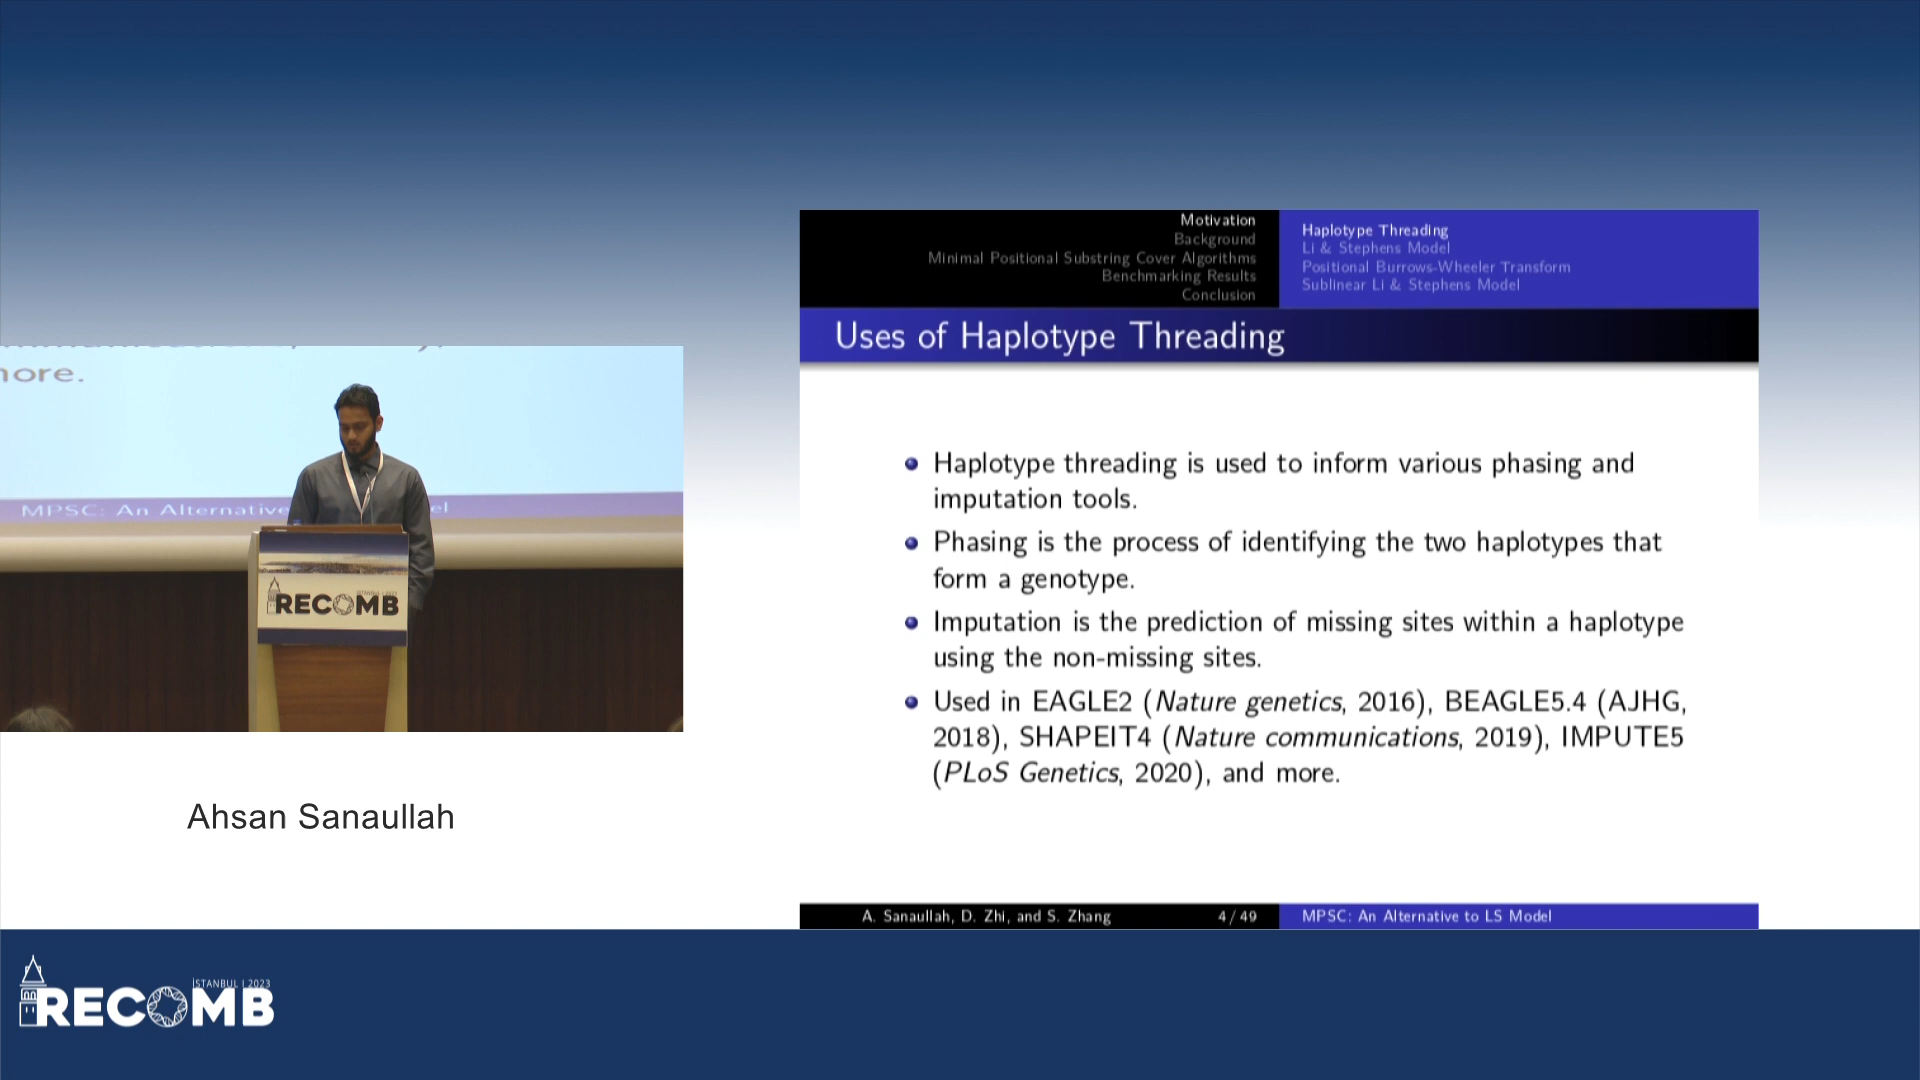 Motivation
Background
Minimal Positional Substring Cover Algorithms
Benchmarking Results
Conclusion
Haplotype Threading
Li & Stephens Model
Positional Burrows-Wheeler Transform
Sublinear Li & Stephens Model
Uses of Haplotype Threading
Haplotype threading is used to inform various phasing and
imputation tools.
Phasing is the process of identifying the two haplotypes that
form a genotype.
Imputation is the prediction of missing sites within a haplotype
using the non-missing sites.
Used in EAGLE2 (Nature genetics, 2016), BEAGLE5.4 (AJHG,
2018), SHAPEIT4 (Nature communications, 2019), IMPUTE5
(PLoS Genetics, 2020), and more.
A. Sanaullah, D. Zhi, and S. Zhang 4 / 49 MPSC: An Alternative to LS Model
more.
MPSC: An Alternative
RECOMB
Ahsan Sanaullah
İSTANBUL | 2023
RECOMB